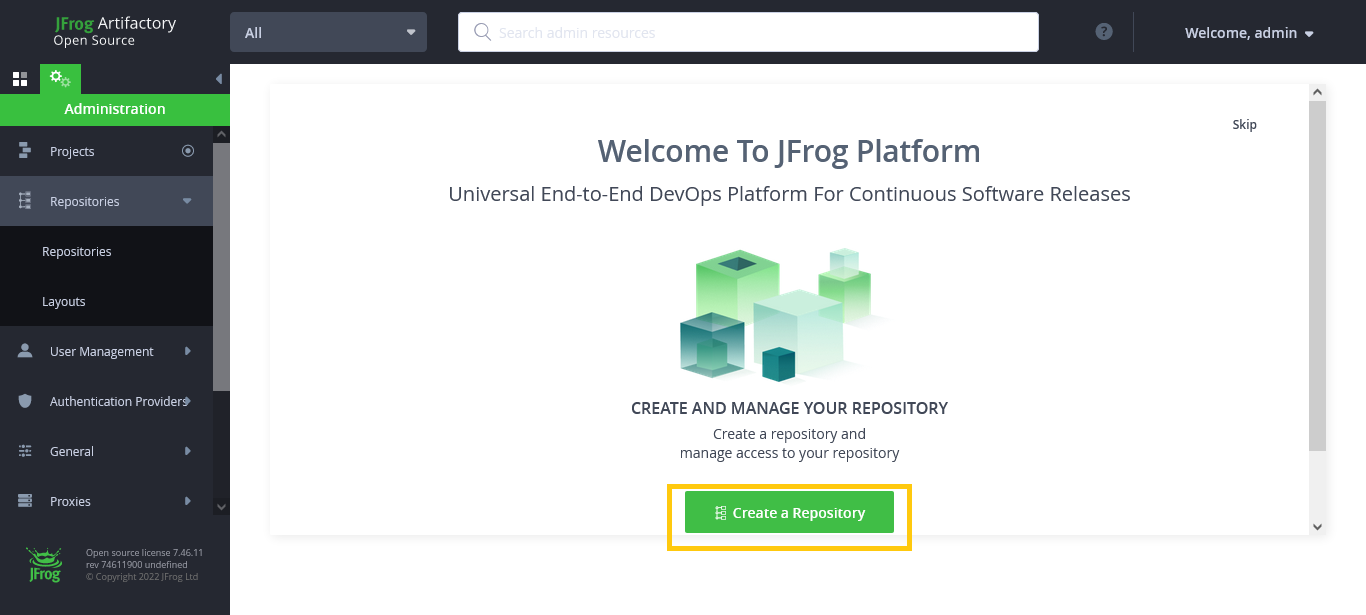 JFrog Artifactory
Open Source
All
Search admin resources
?
Welcome, admin
Administration
Projects
Repositories
Repositories
Layouts
User Management
Authentication Providers
General
Proxies
JFrog
Open source license 7.46.11
rev 74611900 undefined
© Copyright 2022 JFrog Ltd
Skip
Welcome To JFrog Platform
Universal End-to-End DevOps Platform For Continuous Software Releases
CREATE AND MANAGE YOUR REPOSITORY
Create a repository and
manage access to your repository
Create a Repository